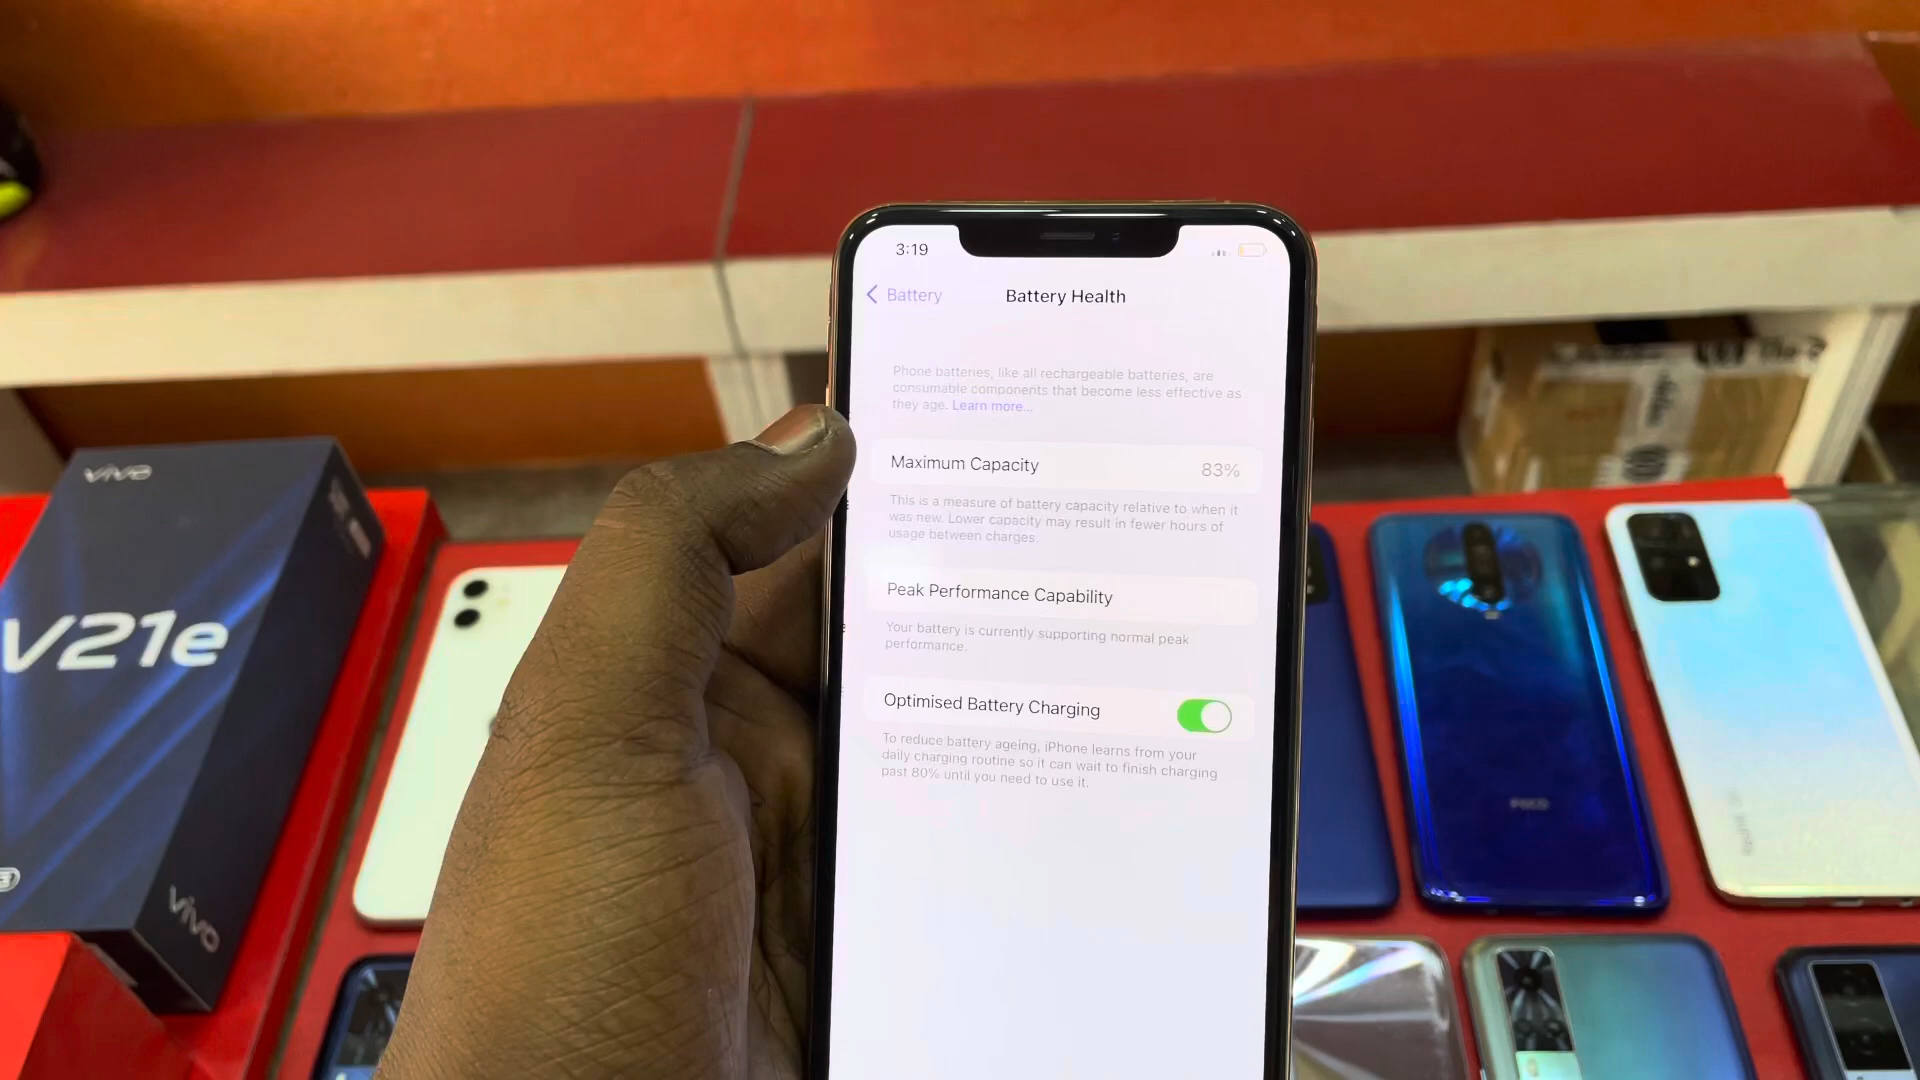 3:19
Battery
Battery Health
Phone batteries, like all rechargeable batteries, are
consumable components that become less effective as
they age. Learn more...
Maximum Capacity 83%
This is a measure of battery capacity relative to when it
was new. Lower capacity may result in fewer hours of
usage between charges.
Peak Performance Capability
Your battery is currently supporting normal peak
performance.
Optimised Battery Charging
To reduce battery ageing, iPhone learns from your
daily charging routine so it can wait to finish charging
past 80% until you need to use it.
vivo
V21e
vivo
POCO